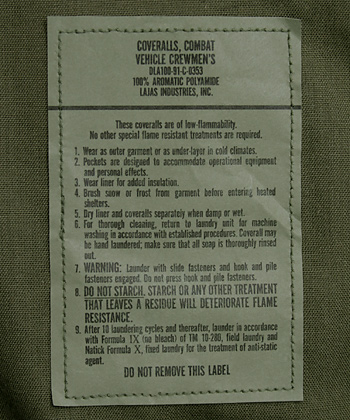 COVERALLS, COMBAT
VEHICLE CREWMEN'S
DLA100-91-C-0353
100% AROMATIC POLYAMIDE
LAJAS INDUSTRIES, INC.
These coveralls are of low-flammability.
No other special flame resistant treatments are required.
1. Wear as outer garment or as under-layer in cold climates.
2. Pockets are designed to accommodate operational equipment
and personal effects.
3. Wear liner for added insulation.
4. Brush snow or frost from garment before entering heated
shelters.
5. Dry liner and coveralls separately when damp or wet.
6. For thorough cleaning, return to laundry unit for machine
washing in accordance with established procedures. Coverall may
be hand laundered; make sure that all soap is thoroughly rinsed
out.
7. WARNING: Launder with slide fasteners and hook and pile
fasteners engaged. Do not press hook and pile fasteners.
8. DO NOT STARCH, STARCH OR ANY OTHER TREATMENT
THAT LEAVES A RESIDUE WILL DETERIORATE FLAME
RESISTANCE.
9. After 10 laundering cycles and thereafter, launder in accordance
with Formula IX (no bleach) of TM 10-280, field laundry and
Natick Formula X, fixed laundry for the treatment of anti-static
agent.
DO NOT REMOVE THIS LABEL